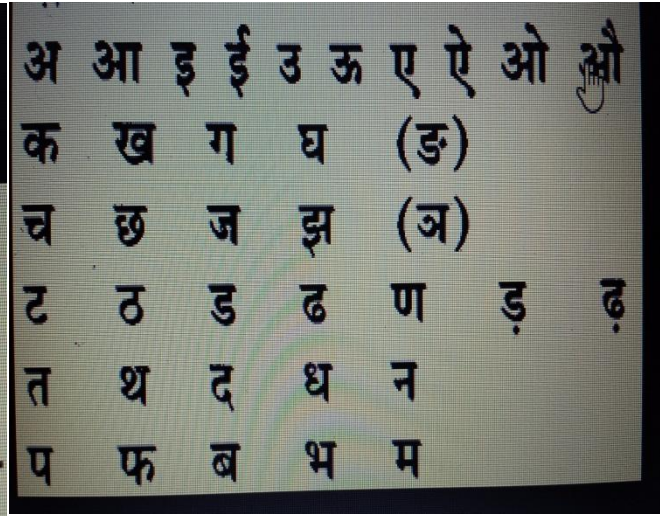 अ आ इ ई उ ऊ ए ऐ ओ औ
क ख ग घ (ङ)
च छ ज झ (ञ)
ट ठ ड ढ ण ड़ ढ़
त थ द ध न
प फ ब भ म